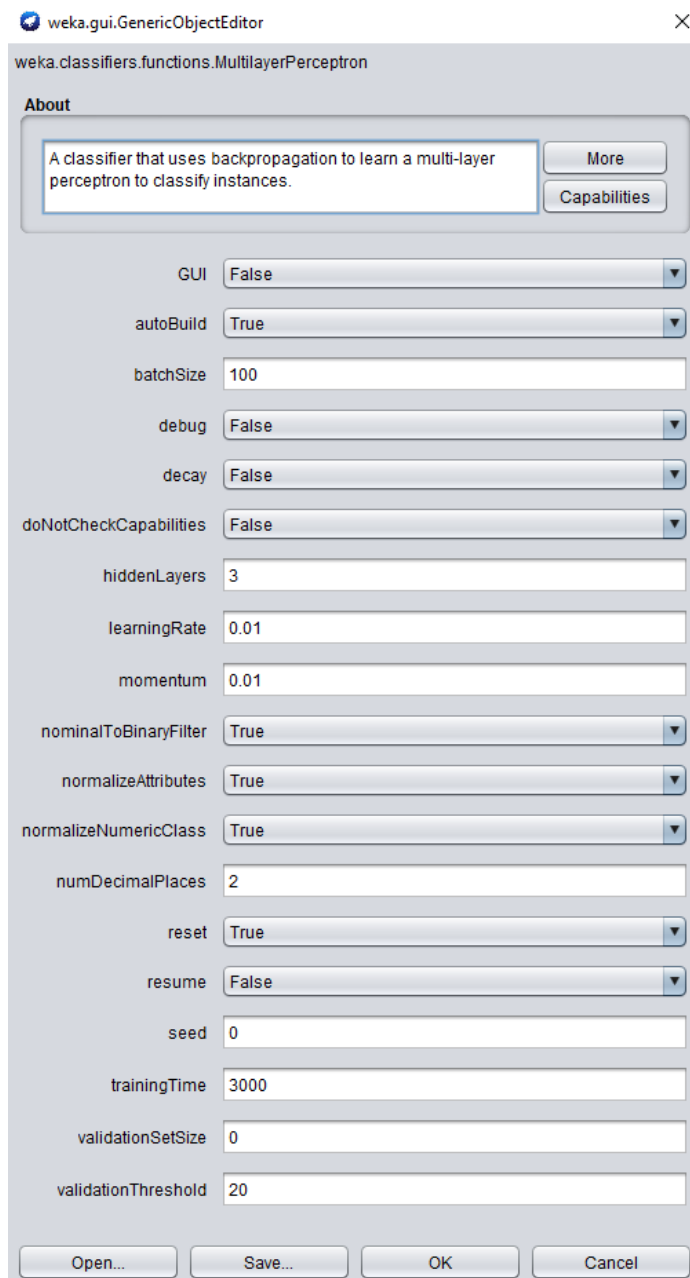 weka.gui.GenericObjectEditor
weka.classifiers.functions.MultilayerPerceptron
About
A classifier that uses backpropagation to learn a multi-layer
perceptron to classify instances.
More
Capabilities
GUI False
autoBuild True
batchSize 100
debug False
decay False
doNotCheckCapabilities False
hiddenLayers 3
learningRate 0.01
momentum 0.01
nominalToBinaryFilter True
normalizeAttributes True
normalizeNumericClass True
numDecimalPlaces 2
reset True
resume False
seed 0
trainingTime 3000
validationSetSize 0
validationThreshold 20
Open... Save... OK Cancel